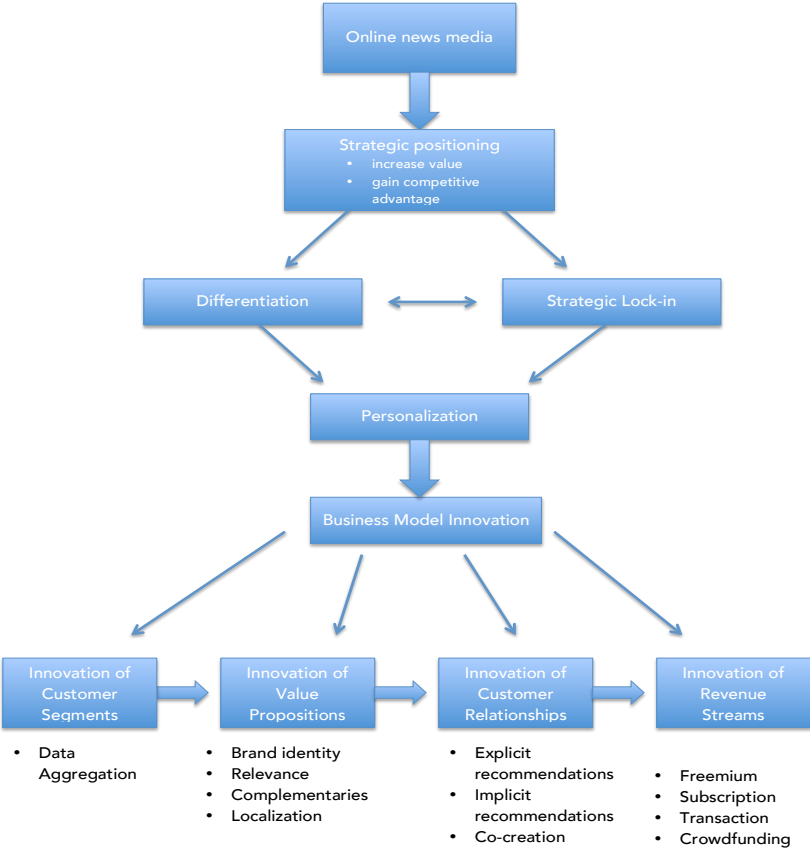 Online news media
Strategic positioning
• increase value
• gain competitive
advantage
Differentiation
Strategic Lock-in
Personalization
Business Model Innovation
Innovation of
Customer
Segments
Innovation of
Value
Propositions
Innovation of
Customer
Relationships
Innovation of
Revenue
Streams
• Data
Aggregation
• Brand identity
• Relevance
• Complementaries
• Localization
• Explicit
recommendations
• Implicit
recommendations
• Co-creation
• Freemium
• Subscription
• Transaction
• Crowdfunding